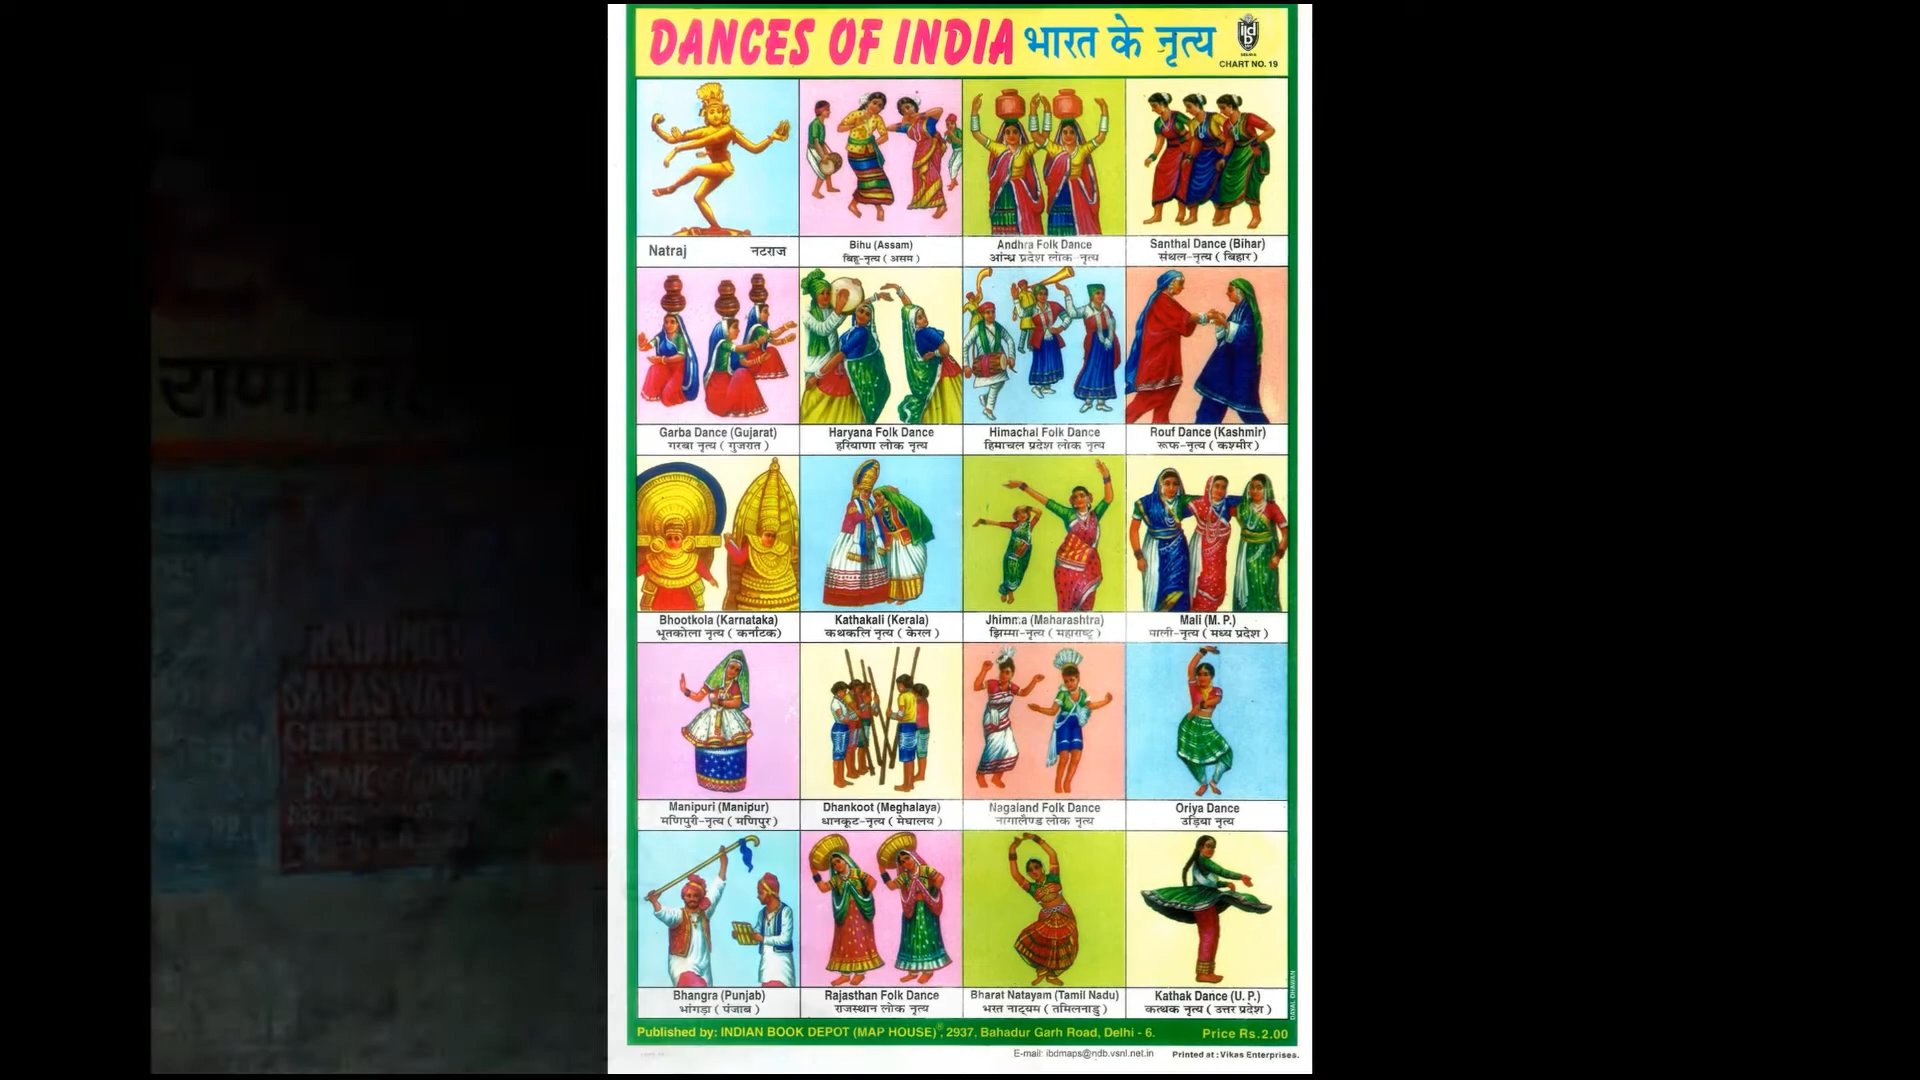 DANCES OF INDIA भारत के नृत्य
CHART NO. 19
Natraj नटराज
Bihu (Assam)
बिहू-नृत्य ( असम )
Andhra Folk Dance
आंन्ध्र प्रदेश लोक नृत्य
Santhal Dance (Bihar)
संथल-नृत्य ( बिहार )
Garba Dance (Gujarat)
गरबा नृत्य ( गुजरात )
Haryana Folk Dance
हरियाणा लोक नृत्य
Himachal Folk Dance
हिमाचल प्रदेश लोक नृत्य
Rouf Dance (Kashmir)
रूफ-नृत्य ( कश्मीर )
Bhootkola (Karnataka)
भूतकोला नृत्य ( कर्नाटक)
Kathakali (Kerala)
कथकलि नृत्य ( केरल )
Jhimma (Maharashtra)
झिम्मा-नृत्य ( महाराष्ट्र )
Mali (M. P.)
माली-नृत्य ( मध्य प्रदेश )
Manipuri (Manipur)
मणिपुरी-नृत्य ( मणिपुर )
Dhankoot (Meghalaya)
धानकूट-नृत्य ( मेघालय )
Nagaland Folk Dance
नागालैण्ड लोक नृत्य
Oriya Dance
उड़िया नृत्य
Bhangra (Punjab)
भांगड़ा ( पंजाब )
Rajasthan Folk Dance
राजस्थान लोक नृत्य
Bharat Natayam (Tamil Nadu)
भरत नाट्यम ( तमिलनाडु )
Kathak Dance (U. P.)
कत्थक नृत्य ( उत्तर प्रदेश )
DAYAL DHAWAN
Published by: INDIAN BOOK DEPOT (MAP HOUSE)®, 2937, Bahadur Garh Road, Delhi - 6. Price Rs.2.00
E-mail: ibdmaps@ndb.vsnl.net.in Printed at : Vikas Enterprises.
राणा
SARASWATI
CENTER